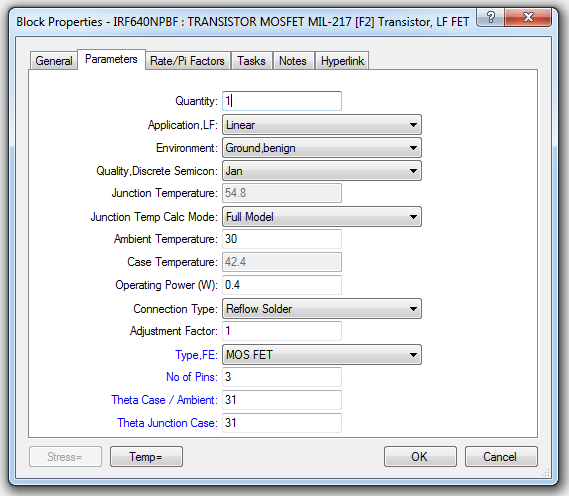 Block Properties - IRF640NPBF : TRANSISTOR MOSFET MIL-217 [F2] Transistor, LF FET
General Parameters Rate/Pi Factors Tasks Notes Hyperlink
Quantity: 1
Application,LF: Linear
Environment: Ground,benign
Quality,Discrete Semicon: Jan
Junction Temperature: 54.8
Junction Temp Calc Mode: Full Model
Ambient Temperature: 30
Case Temperature: 42.4
Operating Power (W): 0.4
Connection Type: Reflow Solder
Adjustment Factor: 1
Type,FE: MOS FET
No of Pins: 3
Theta Case / Ambient: 31
Theta Junction Case: 31
Stress= Temp= OK Cancel